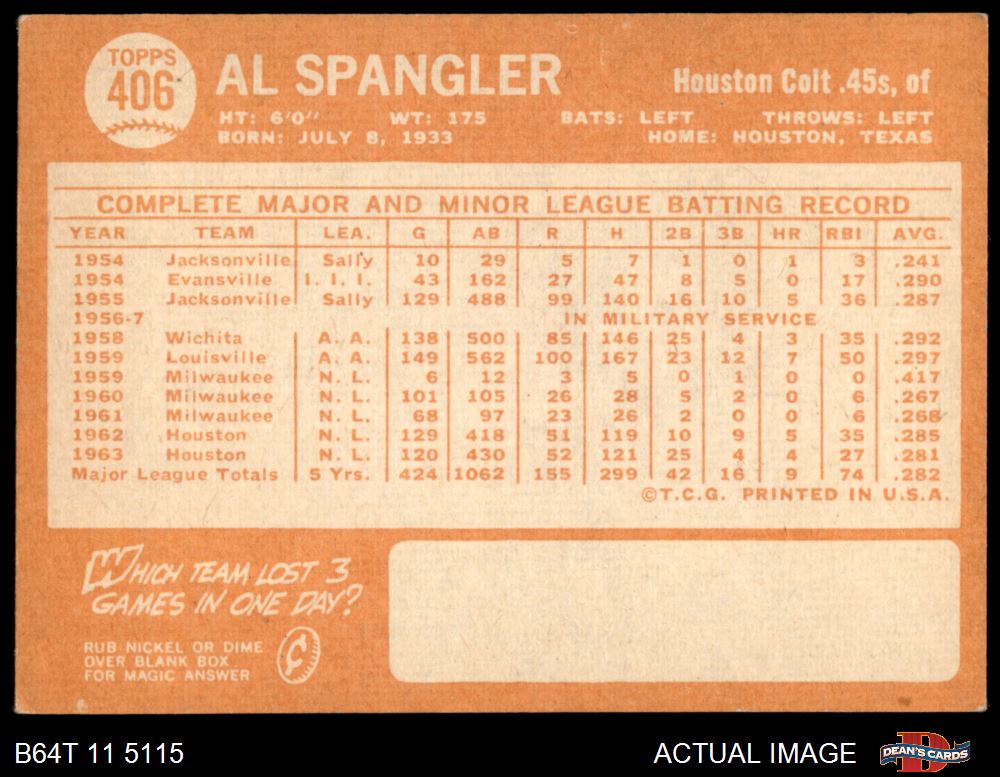 TOPPS
406
AL SPANGLER
Houston Colt .45s, of
HT: 6'0" WT: 175 BATS: LEFT THROWS: LEFT
BORN: JULY 8, 1933 HOME: HOUSTON, TEXAS
COMPLETE MAJOR AND MINOR LEAGUE BATTING RECORD
YEAR TEAM LEA. G AB R H 2B 3B HR RBI AVG.
1954 Jacksonville Sally 10 29 5 7 1 0 1 3 .241
1954 Evansville I. I. I. 43 162 27 47 8 5 0 17 .290
1955 Jacksonville Sally 129 488 99 140 16 10 5 36 .287
1956-7 IN MILITARY SERVICE
1958 Wichita A. A. 138 500 85 146 25 4 3 35 .292
1959 Louisville A. A. 149 562 100 167 23 12 7 50 .297
1959 Milwaukee N. L. 6 12 3 5 0 1 0 0 .417
1960 Milwaukee N. L. 101 105 26 28 5 2 0 6 .267
1961 Milwaukee N. L. 68 97 23 26 2 0 0 6 .268
1962 Houston N. L. 129 418 51 119 10 9 5 35 .285
1963 Houston N. L. 120 430 52 121 25 4 4 27 .281
Major League Totals 5 Yrs. 424 1062 155 299 42 16 9 74 .282
©T.C.G. PRINTED IN U.S.A.
WHICH TEAM LOST 3
GAMES IN ONE DAY?
RUB NICKEL OR DIME
OVER BLANK BOX
FOR MAGIC ANSWER
¢
B64T 11 5115
ACTUAL IMAGE
D
DEAN'S CARDS